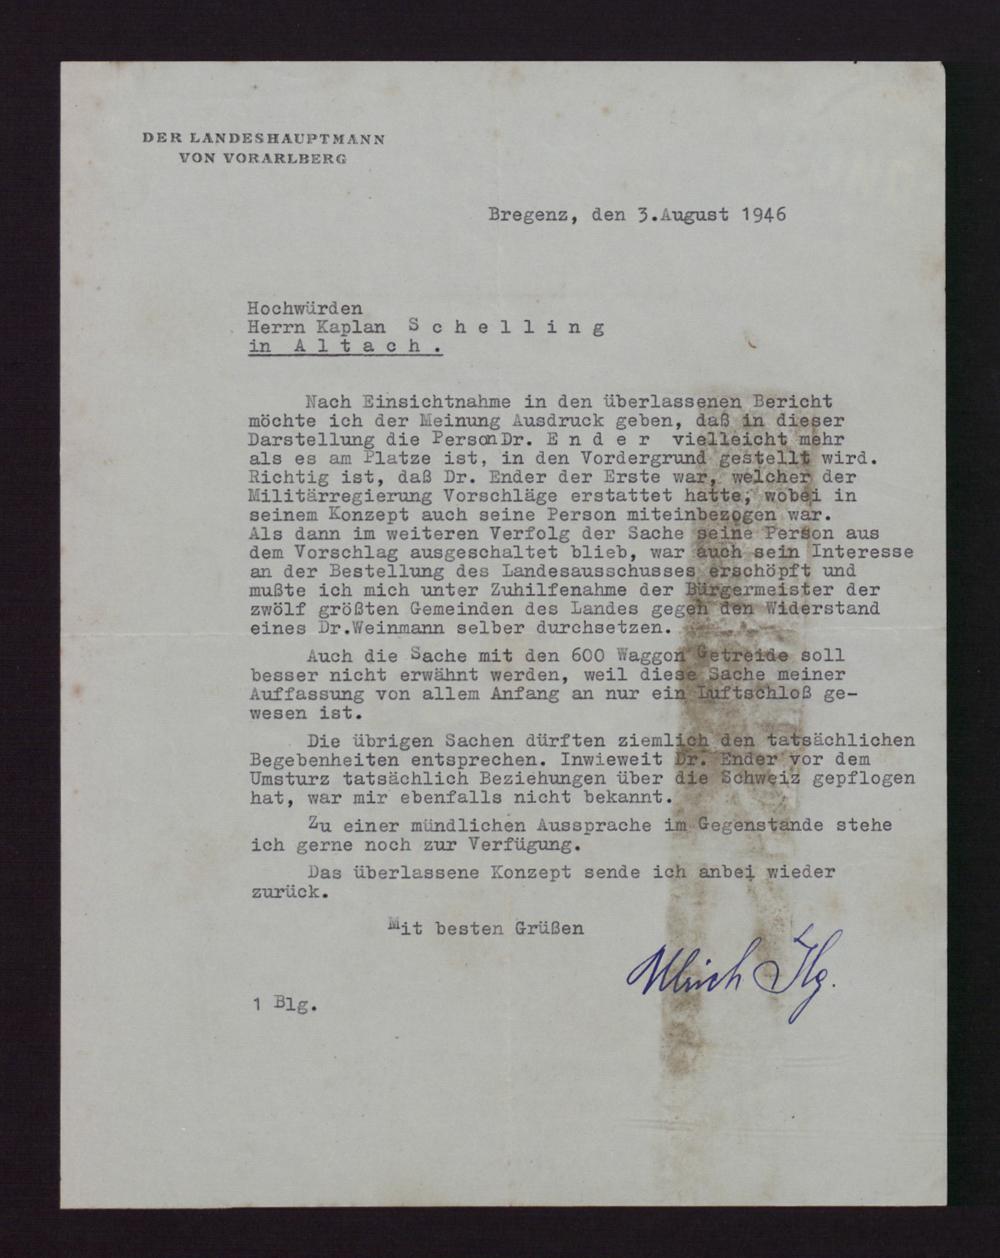 DER LANDESHAUPTMANN
VON VORARLBERG
Bregenz, den 3.August 1946
Hochwürden
Herrn Kaplan S c h e l l i n g
in A l t a c h .
Nach Einsichtnahme in den überlassenen Bericht
möchte ich der Meinung Ausdruck geben, daß in dieser
Darstellung die Person Dr. E n d e r vielleicht mehr
als es am Platze ist, in den Vordergrund gestellt wird.
Richtig ist, daß Dr. Ender der Erste war, welcher der
Militärregierung Vorschläge erstattet hatte, wobei in
seinem Konzept auch seine Person miteinbezogen war.
Als dann im weiteren Verfolg der Sache seine Person aus
dem Vorschlag ausgeschaltet blieb, war auch sein Interesse
an der Bestellung des Landesausschusses erschöpft und
mußte ich mich unter Zuhilfenahme der Bürgermeister der
zwölf größten Gemeinden des Landes gegen den Widerstand
eines Dr.Weinmann selber durchsetzen.
Auch die Sache mit den 600 Waggon Getreide soll
besser nicht erwähnt werden, weil diese Sache meiner
Auffassung von allem Anfang an nur ein Luftschloß ge-
wesen ist.
Die übrigen Sachen dürften ziemlich den tatsächlichen
Begebenheiten entsprechen. Inwieweit Dr. Ender vor dem
Umsturz tatsächlich Beziehungen über die Schweiz gepflogen
hat, war mir ebenfalls nicht bekannt.
Zu einer mündlichen Aussprache im Gegenstande stehe
ich gerne noch zur Verfügung.
Das überlassene Konzept sende ich anbei wieder
zurück.
Mit besten Grüßen
Ulrich Ilg.
1 Blg.